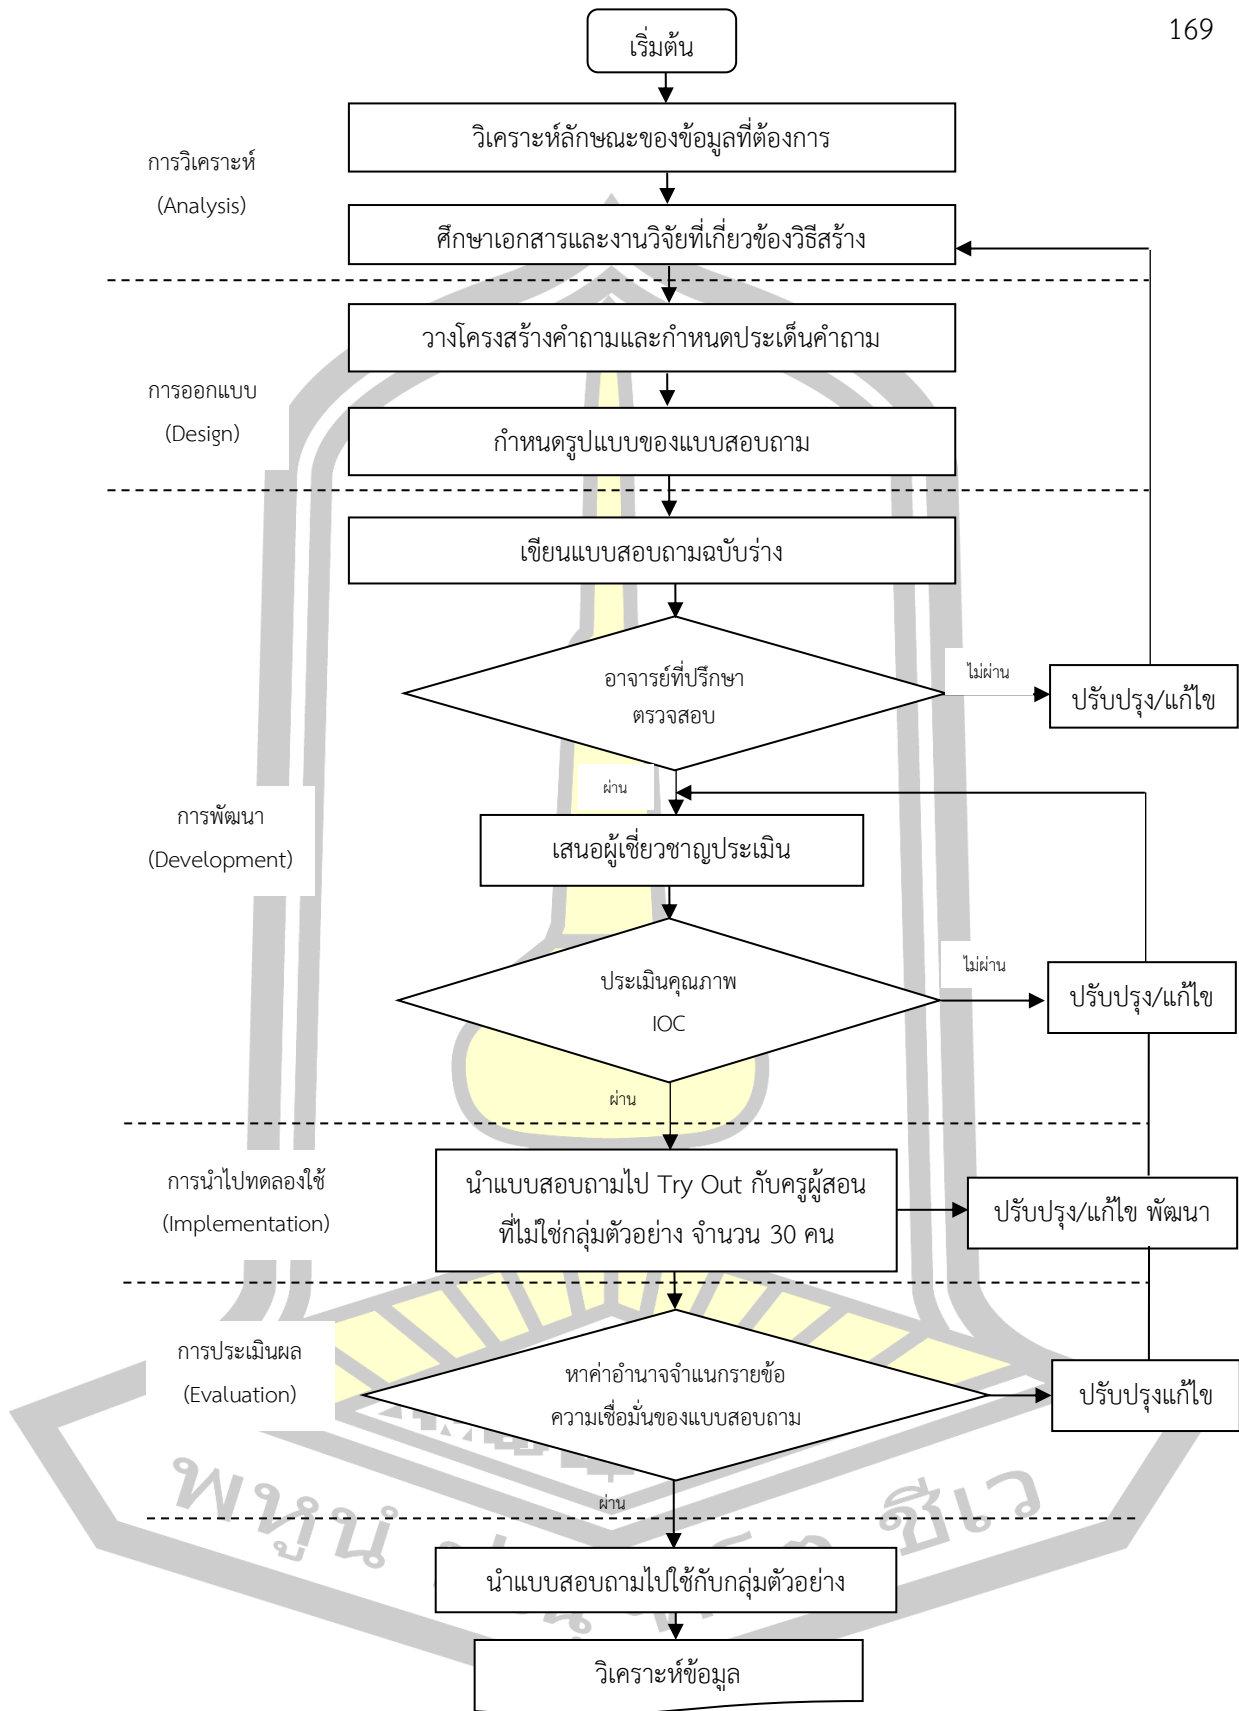 169
เริ่มต้น
วิเคราะห์ลักษณะของข้อมูลที่ต้องการ
การวิเคราะห์
(Analysis)
ศึกษาเอกสารและงานวิจัยที่เกี่ยวข้องวิธีสร้าง
วางโครงสร้างคำถามและกำหนดประเด็นคำถาม
การออกแบบ
(Design)
กำหนดรูปแบบของแบบสอบถาม
เขียนแบบสอบถามฉบับร่าง
อาจารย์ที่ปรึกษา
ตรวจสอบ
ไม่ผ่าน
ปรับปรุง/แก้ไข
ผ่าน
การพัฒนา
(Development)
เสนอผู้เชี่ยวชาญประเมิน
ประเมินคุณภาพ
IOC
ไม่ผ่าน
ปรับปรุง/แก้ไข
ผ่าน
การนำไปทดลองใช้
(Implementation)
นำแบบสอบถามไป Try Out กับครูผู้สอน
ที่ไม่ใช่กลุ่มตัวอย่าง จำนวน 30 คน
ปรับปรุง/แก้ไข พัฒนา
การประเมินผล
(Evaluation)
หาค่าอำนาจจำแนกรายข้อ
ความเชื่อมั่นของแบบสอบถาม
ปรับปรุงแก้ไข
ผ่าน
พหูนํ
ชีเว
นำแบบสอบถามไปใช้กับกลุ่มตัวอย่าง
วิเคราะห์ข้อมูล